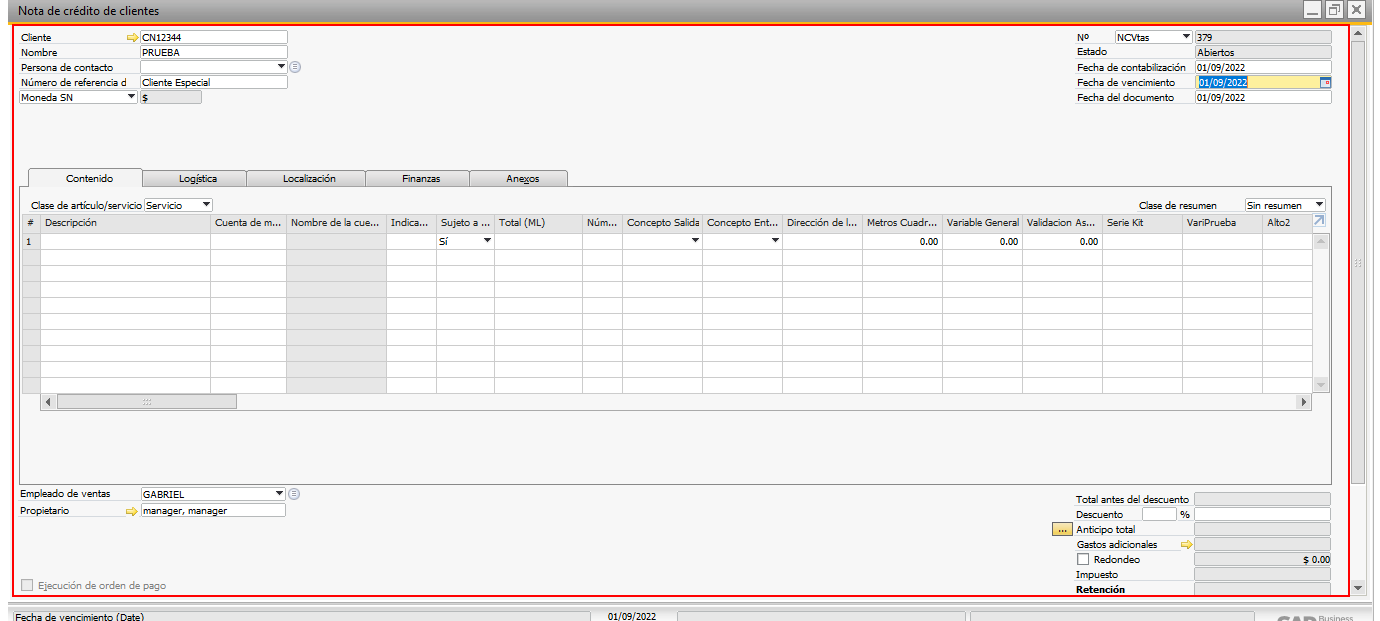 Nota de crédito de clientes
Cliente CN12344
Nombre PRUEBA
Persona de contacto
Número de referencia d Cliente Especial
Moneda SN $
Nº NCVtas 379
Estado Abiertos
Fecha de contabilización 01/09/2022
Fecha de vencimiento 01/09/2022
Fecha del documento 01/09/2022
Contenido Logística Localización Finanzas Anexos
Clase de artículo/servicio Servicio Clase de resumen Sin resumen
# Descripción Cuenta de m... Nombre de la cue... Indica... Sujeto a ... Total (ML) Núm... Concepto Salida Concepto Ent... Dirección de l... Metros Cuadr... Variable General Validacion As... Serie Kit VariPrueba Alto2
1 Sí 0.00 0.00 0.00
Empleado de ventas GABRIEL
Propietario manager, manager
Total antes del descuento
Descuento %
... Anticipo total
Gastos adicionales
Redondeo $ 0.00
Impuesto
Retención
Ejecución de orden de pago
Fecha de vencimiento (Date) 01/09/2022
SAP Business